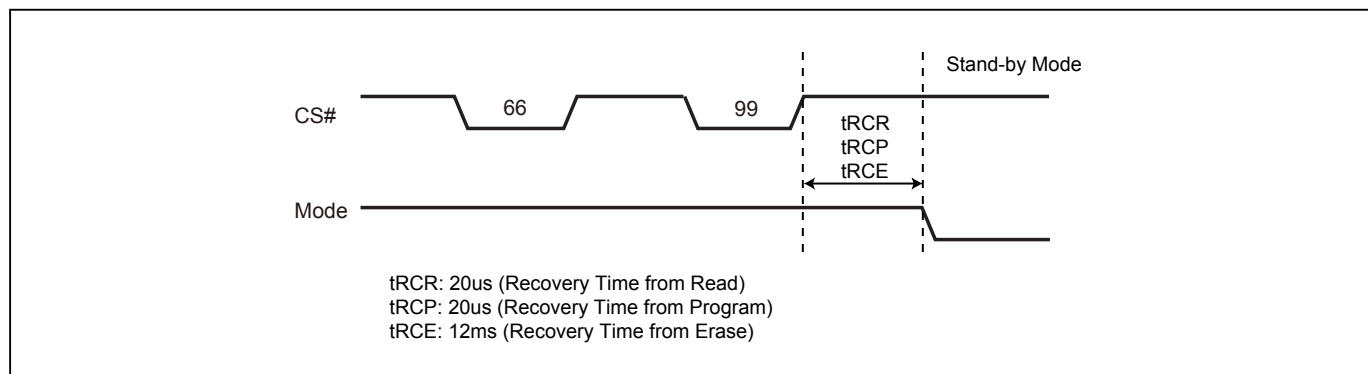 Stand-by Mode
CS#
66
99
tRCR
tRCP
tRCE
Mode
tRCR: 20us (Recovery Time from Read)
tRCP: 20us (Recovery Time from Program)
tRCE: 12ms (Recovery Time from Erase)